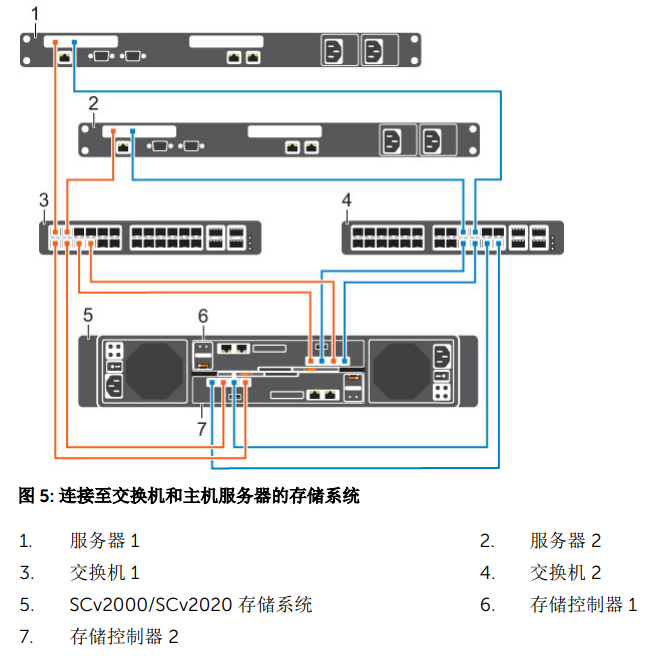 1
2
3
4
5
6
7
图 5: 连接至交换机和主机服务器的存储系统
1. 服务器 1 2. 服务器 2
3. 交换机 1 4. 交换机 2
5. SCv2000/SCv2020 存储系统 6. 存储控制器 1
7. 存储控制器 2